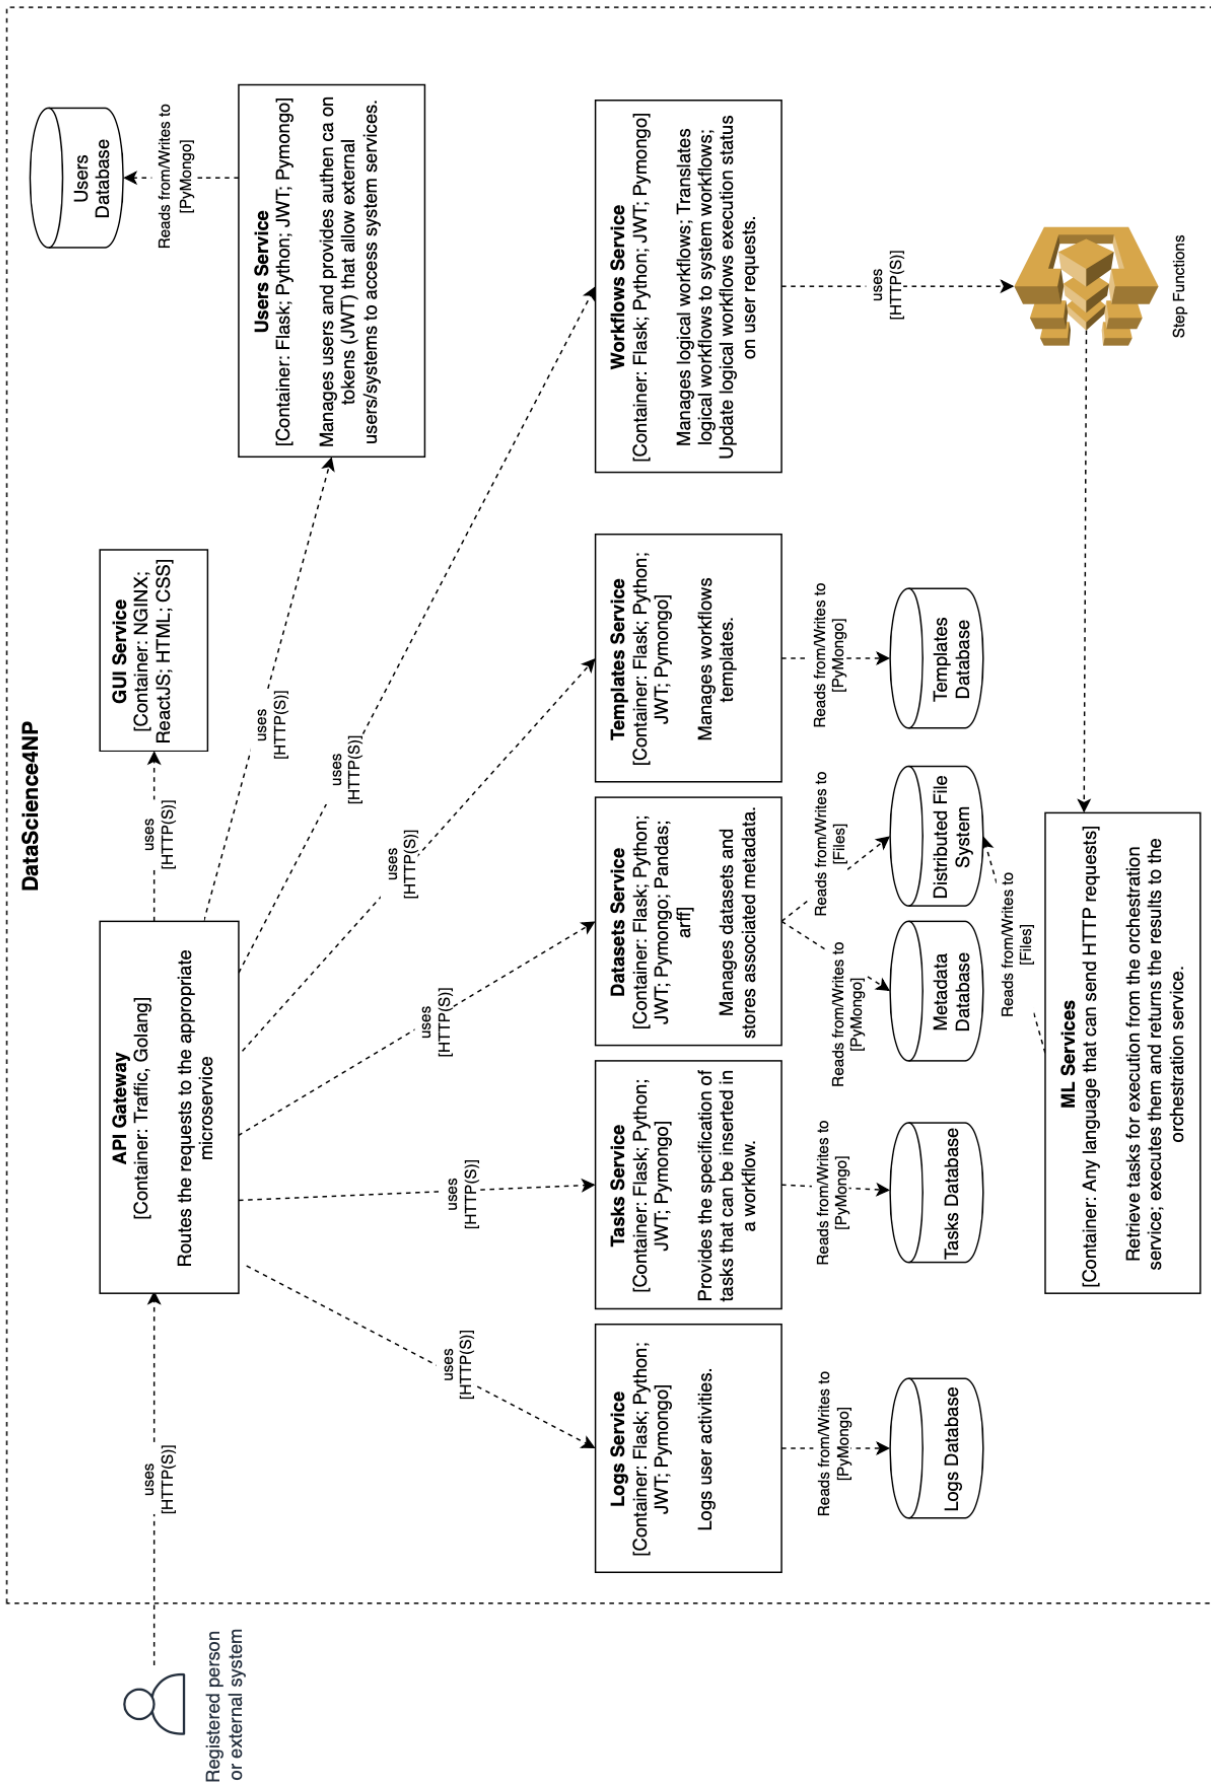 DataScience4NP
Registered person
or external system
uses
[HTTP(S)]
API Gateway
[Container: Traffic, Golang]
Routes the requests to the appropriate
microservice
uses
[HTTP(S)]
GUI Service
[Container: NGINX;
ReactJS; HTML; CSS]
uses
[HTTP(S)]
Users Service
[Container: Flask; Python; JWT; Pymongo]
Manages users and provides authen ca on
tokens (JWT) that allow external
users/systems to access system services.
Reads from/Writes to
[PyMongo]
Users
Database
uses
[HTTP(S)]
uses
[HTTP(S)]
uses
[HTTP(S)]
uses
[HTTP(S)]
uses
[HTTP(S)]
Logs Service
[Container: Flask; Python;
JWT; Pymongo]
Logs user activities.
Tasks Service
[Container: Flask; Python;
JWT; Pymongo]
Provides the specification of
tasks that can be inserted in
a workflow.
Datasets Service
[Container: Flask; Python;
JWT; Pymongo; Pandas;
arff]
Manages datasets and
stores associated metadata.
Templates Service
[Container: Flask; Python;
JWT; Pymongo]
Manages workflows
templates.
Workflows Service
[Container: Flask; Python; JWT; Pymongo]
Manages logical workflows; Translates
logical workflows to system workflows;
Update logical workflows execution status
on user requests.
Reads from/Writes to
[PyMongo]
Reads from/Writes to
[PyMongo]
Reads from/Writes to
[PyMongo]
Reads from/Writes to
[Files]
Reads from/Writes to
[PyMongo]
uses
[HTTP(S)]
Logs Database
Tasks Database
Metadata
Database
Distributed File
System
Templates
Database
Reads from/Writes to
[Files]
Step Functions
ML Services
[Container: Any language that can send HTTP requests]
Retrieve tasks for execution from the orchestration
service; executes them and returns the results to the
orchestration service.